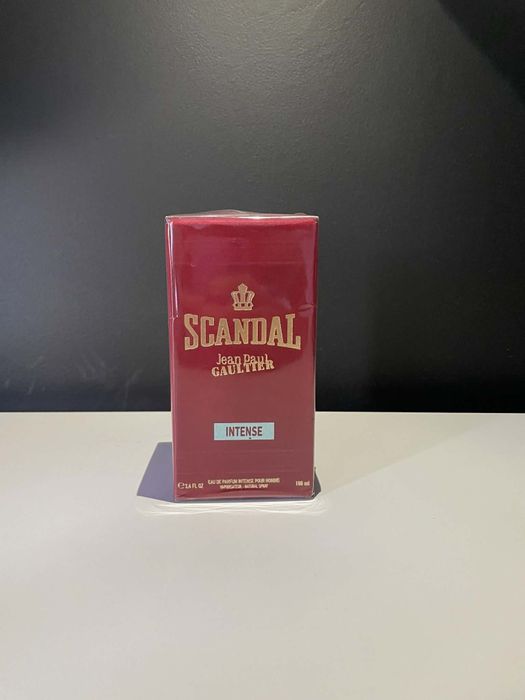 SCANDAL
Jean Paul
GAULTIER
INTENSE
EAU DE PARFUM INTENSE POUR HOMME
℮ 3,4 FL OZ VAPORISATEUR - NATURAL SPRAY 100 ml